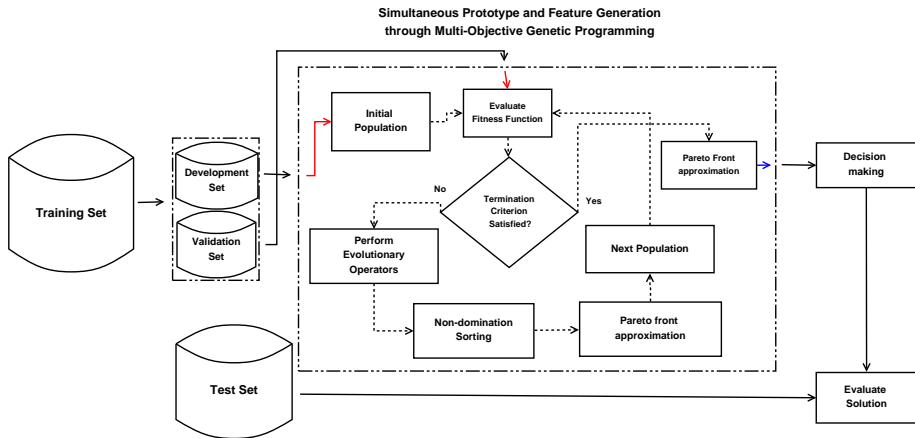 Simultaneous Prototype and Feature Generation
through Multi-Objective Genetic Programming
Initial
Population
Evaluate
Fitness Function
Pareto Front
approximation
Decision
making
Development
Set
Training Set
Validation
Set
No
Termination
Criterion
Satisfied?
Yes
Perform
Evolutionary
Operators
Next Population
Non-domination
Sorting
Pareto front
approximation
Test Set
Evaluate
Solution